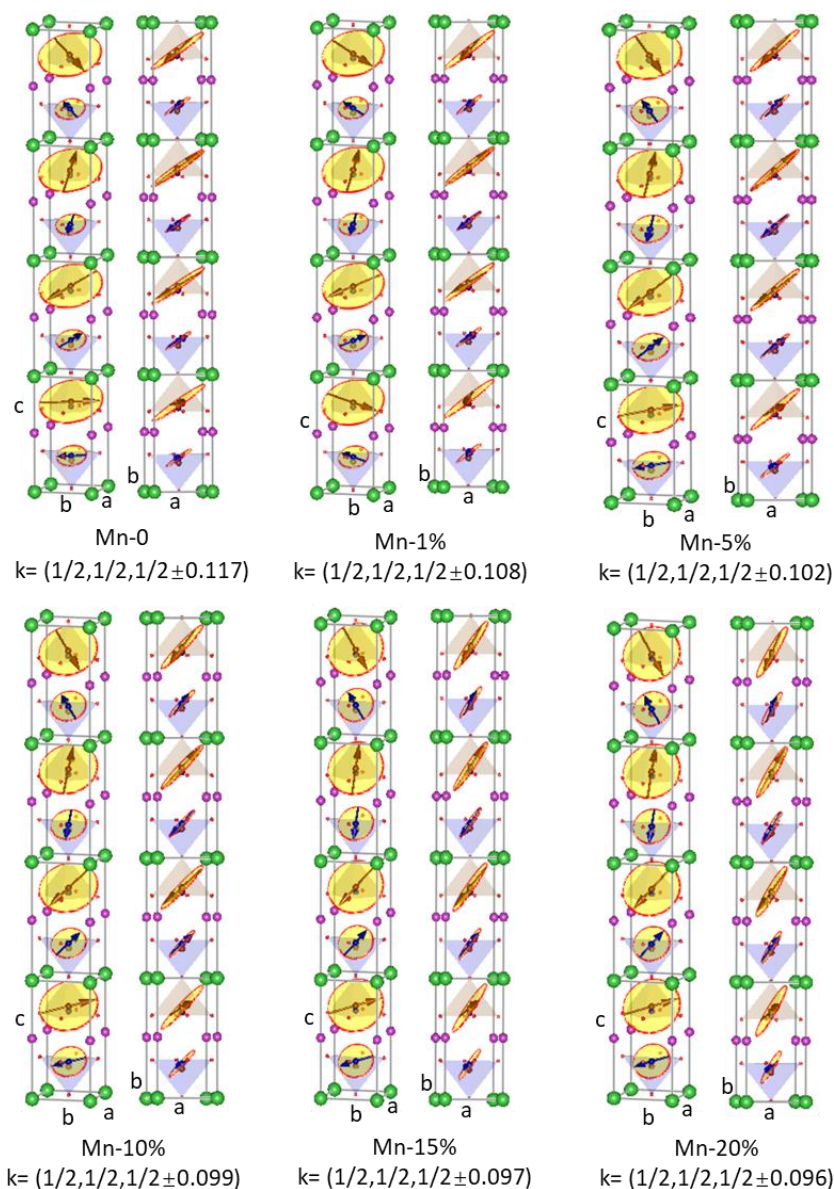 c
b
b
a
a
Mn-0
k= (1/2,1/2,1/2±0.117)
c
b
b
a
a
Mn-1%
k= (1/2,1/2,1/2±0.108)
c
b
b
a
a
Mn-5%
k= (1/2,1/2,1/2±0.102)
c
b
b
a
a
Mn-10%
k= (1/2,1/2,1/2±0.099)
c
b
b
a
a
Mn-15%
k= (1/2,1/2,1/2±0.097)
c
b
b
a
a
Mn-20%
k= (1/2,1/2,1/2±0.096)